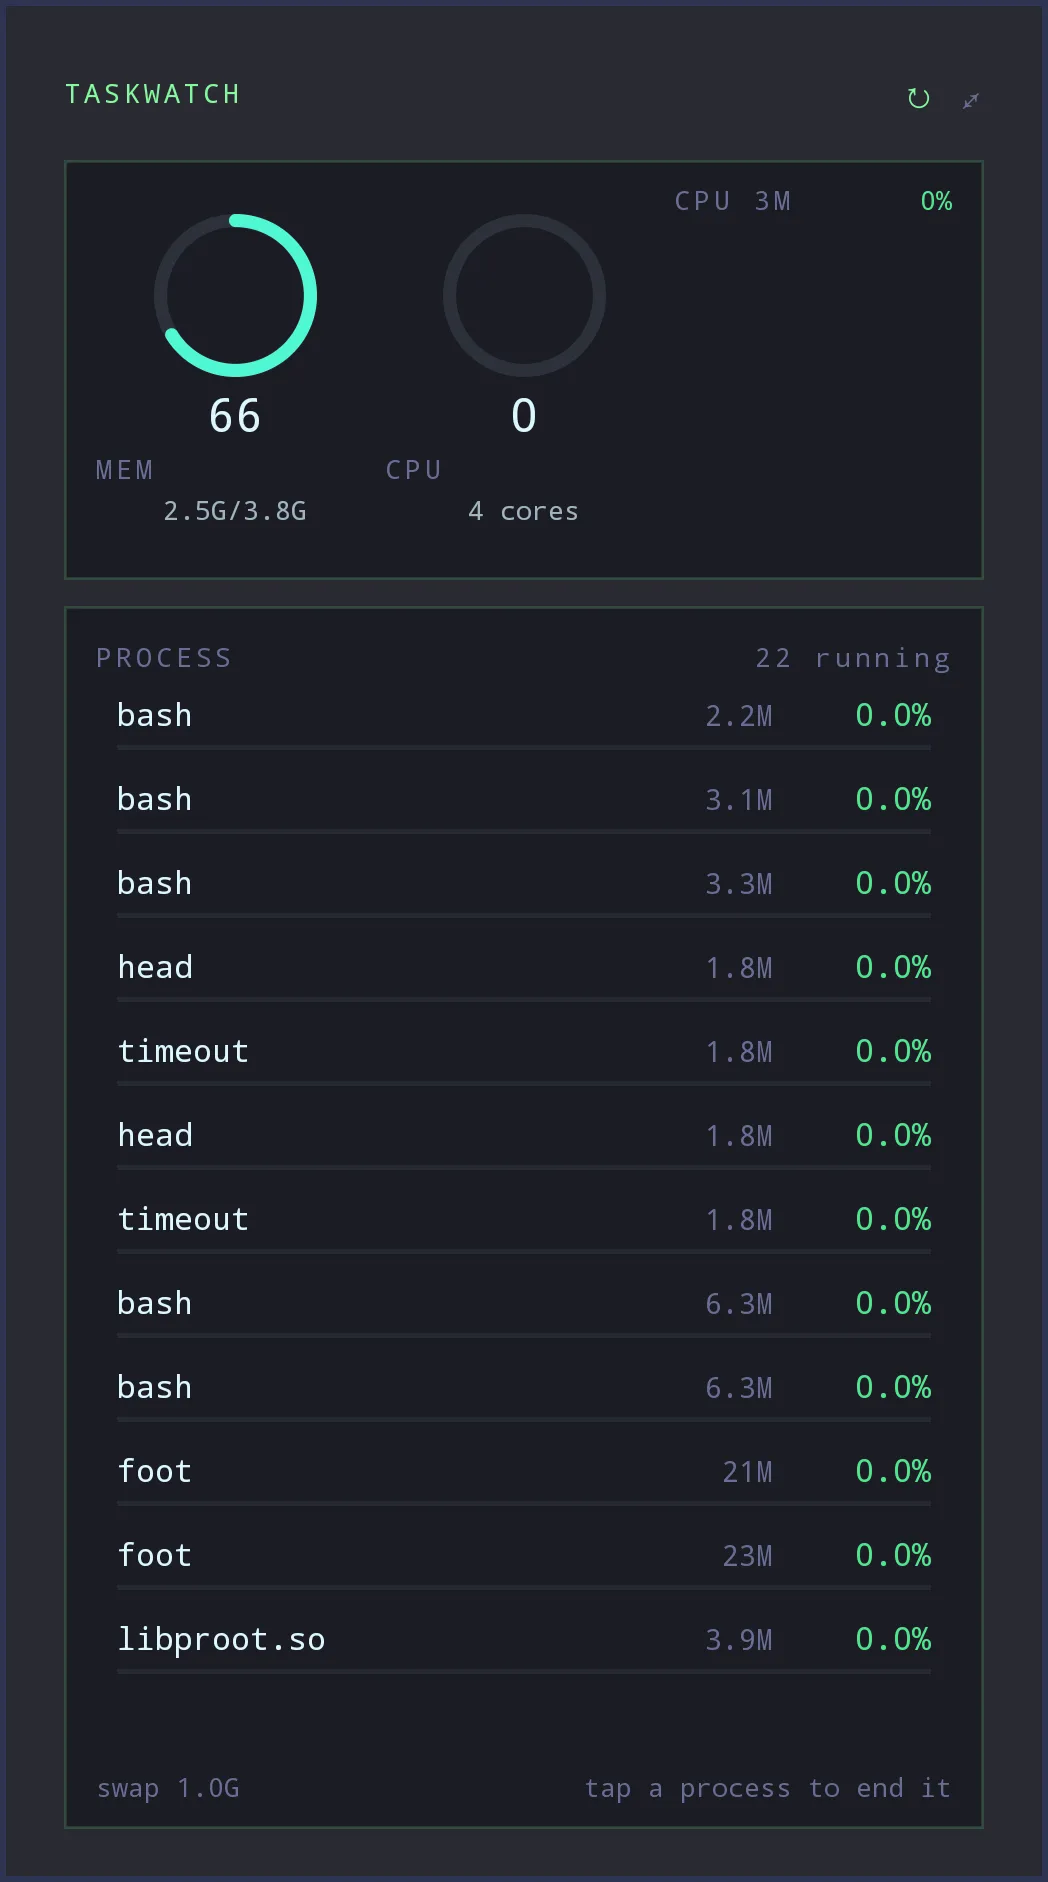 TASKWATCH
CPU 3M 0%
66
0
MEM
CPU
2.5G/3.8G
4 cores
PROCESS 22 running
bash 2.2M 0.0%
bash 3.1M 0.0%
bash 3.3M 0.0%
head 1.8M 0.0%
timeout 1.8M 0.0%
head 1.8M 0.0%
timeout 1.8M 0.0%
bash 6.3M 0.0%
bash 6.3M 0.0%
foot 21M 0.0%
foot 23M 0.0%
libproot.so 3.9M 0.0%
swap 1.0G tap a process to end it